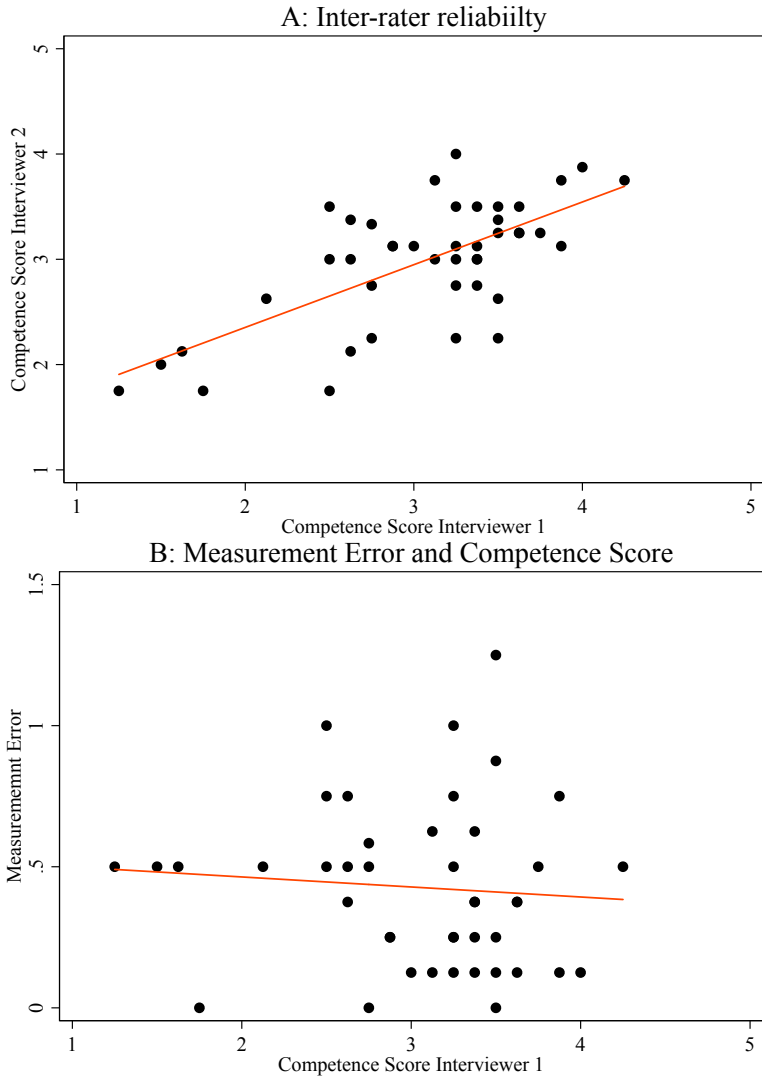 A: Inter-rater reliabiilty
5
4
3
2
1
Competence Score Interviewer 2
1 2 3 4 5
Competence Score Interviewer 1
B: Measurement Error and Competence Score
1.5
1
.5
0
Measurememnt Error
1 2 3 4 5
Competence Score Interviewer 1